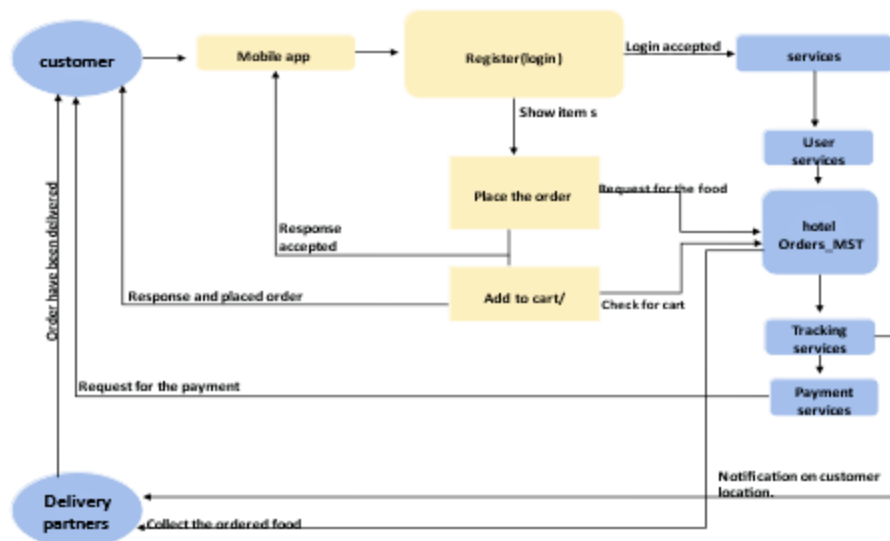 customer
Mobile app
Register(login)
Login accepted
services
Show item s
User
services
Place the order
Request for the food
hotel
Orders_MST
Response
accepted
Add to cart/
Check for cart
Response and placed order
Order have been delivered
Tracking
services
Request for the payment
Payment
services
Notification on customer
location.
Delivery
partners
Collect the ordered food